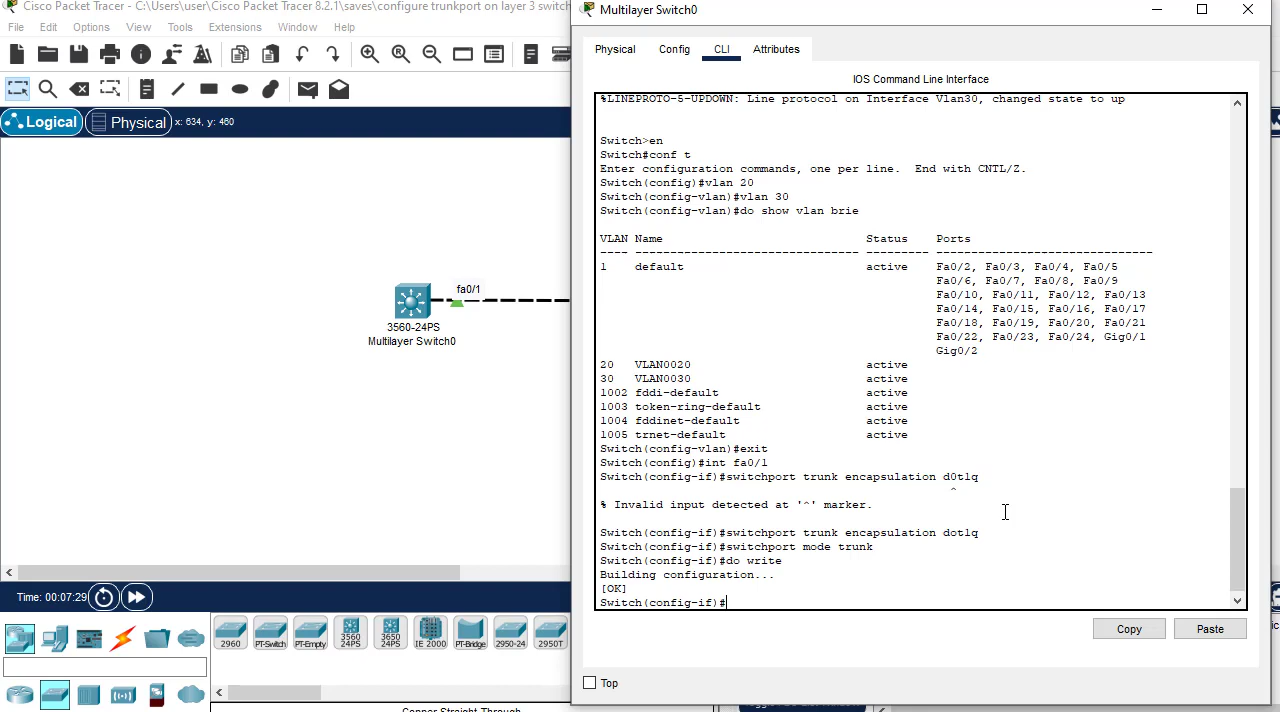 Cisco Packet Tracer - C:\Users\user\Cisco Packet Tracer 8.2.1\saves\configure trunkport on layer 3 switch
File Edit Options View Tools Extensions Window Help
Logical Physical x: 634, y: 460
fa0/1
3560-24PS
Multilayer Switch0
Time: 00:07:29
2960 PT-Switch PT-Empty 3560 24PS 3650 24PS IE 2000 PT-Bridge 2950-24 2950T
Copper Straight-Through
Multilayer Switch0
Physical Config CLI Attributes
IOS Command Line Interface
%LINEPROTO-5-UPDOWN: Line protocol on Interface Vlan30, changed state to up
Switch>en
Switch#conf t
Enter configuration commands, one per line. End with CNTL/Z.
Switch(config)#vlan 20
Switch(config-vlan)#vlan 30
Switch(config-vlan)#do show vlan brie
VLAN Name Status Ports
---- -------------------------------- --------- -------------------------------
1 default active Fa0/2, Fa0/3, Fa0/4, Fa0/5
Fa0/6, Fa0/7, Fa0/8, Fa0/9
Fa0/10, Fa0/11, Fa0/12, Fa0/13
Fa0/14, Fa0/15, Fa0/16, Fa0/17
Fa0/18, Fa0/19, Fa0/20, Fa0/21
Fa0/22, Fa0/23, Fa0/24, Gig0/1
Gig0/2
20 VLAN0020 active
30 VLAN0030 active
1002 fddi-default active
1003 token-ring-default active
1004 fddinet-default active
1005 trnet-default active
Switch(config-vlan)#exit
Switch(config)#int fa0/1
Switch(config-if)#switchport trunk encapsulation d0t1q
^
% Invalid input detected at '^' marker.
Switch(config-if)#switchport trunk encapsulation dot1q
Switch(config-if)#switchport mode trunk
Switch(config-if)#do write
Building configuration...
[OK]
Switch(config-if)#
Copy Paste
Top